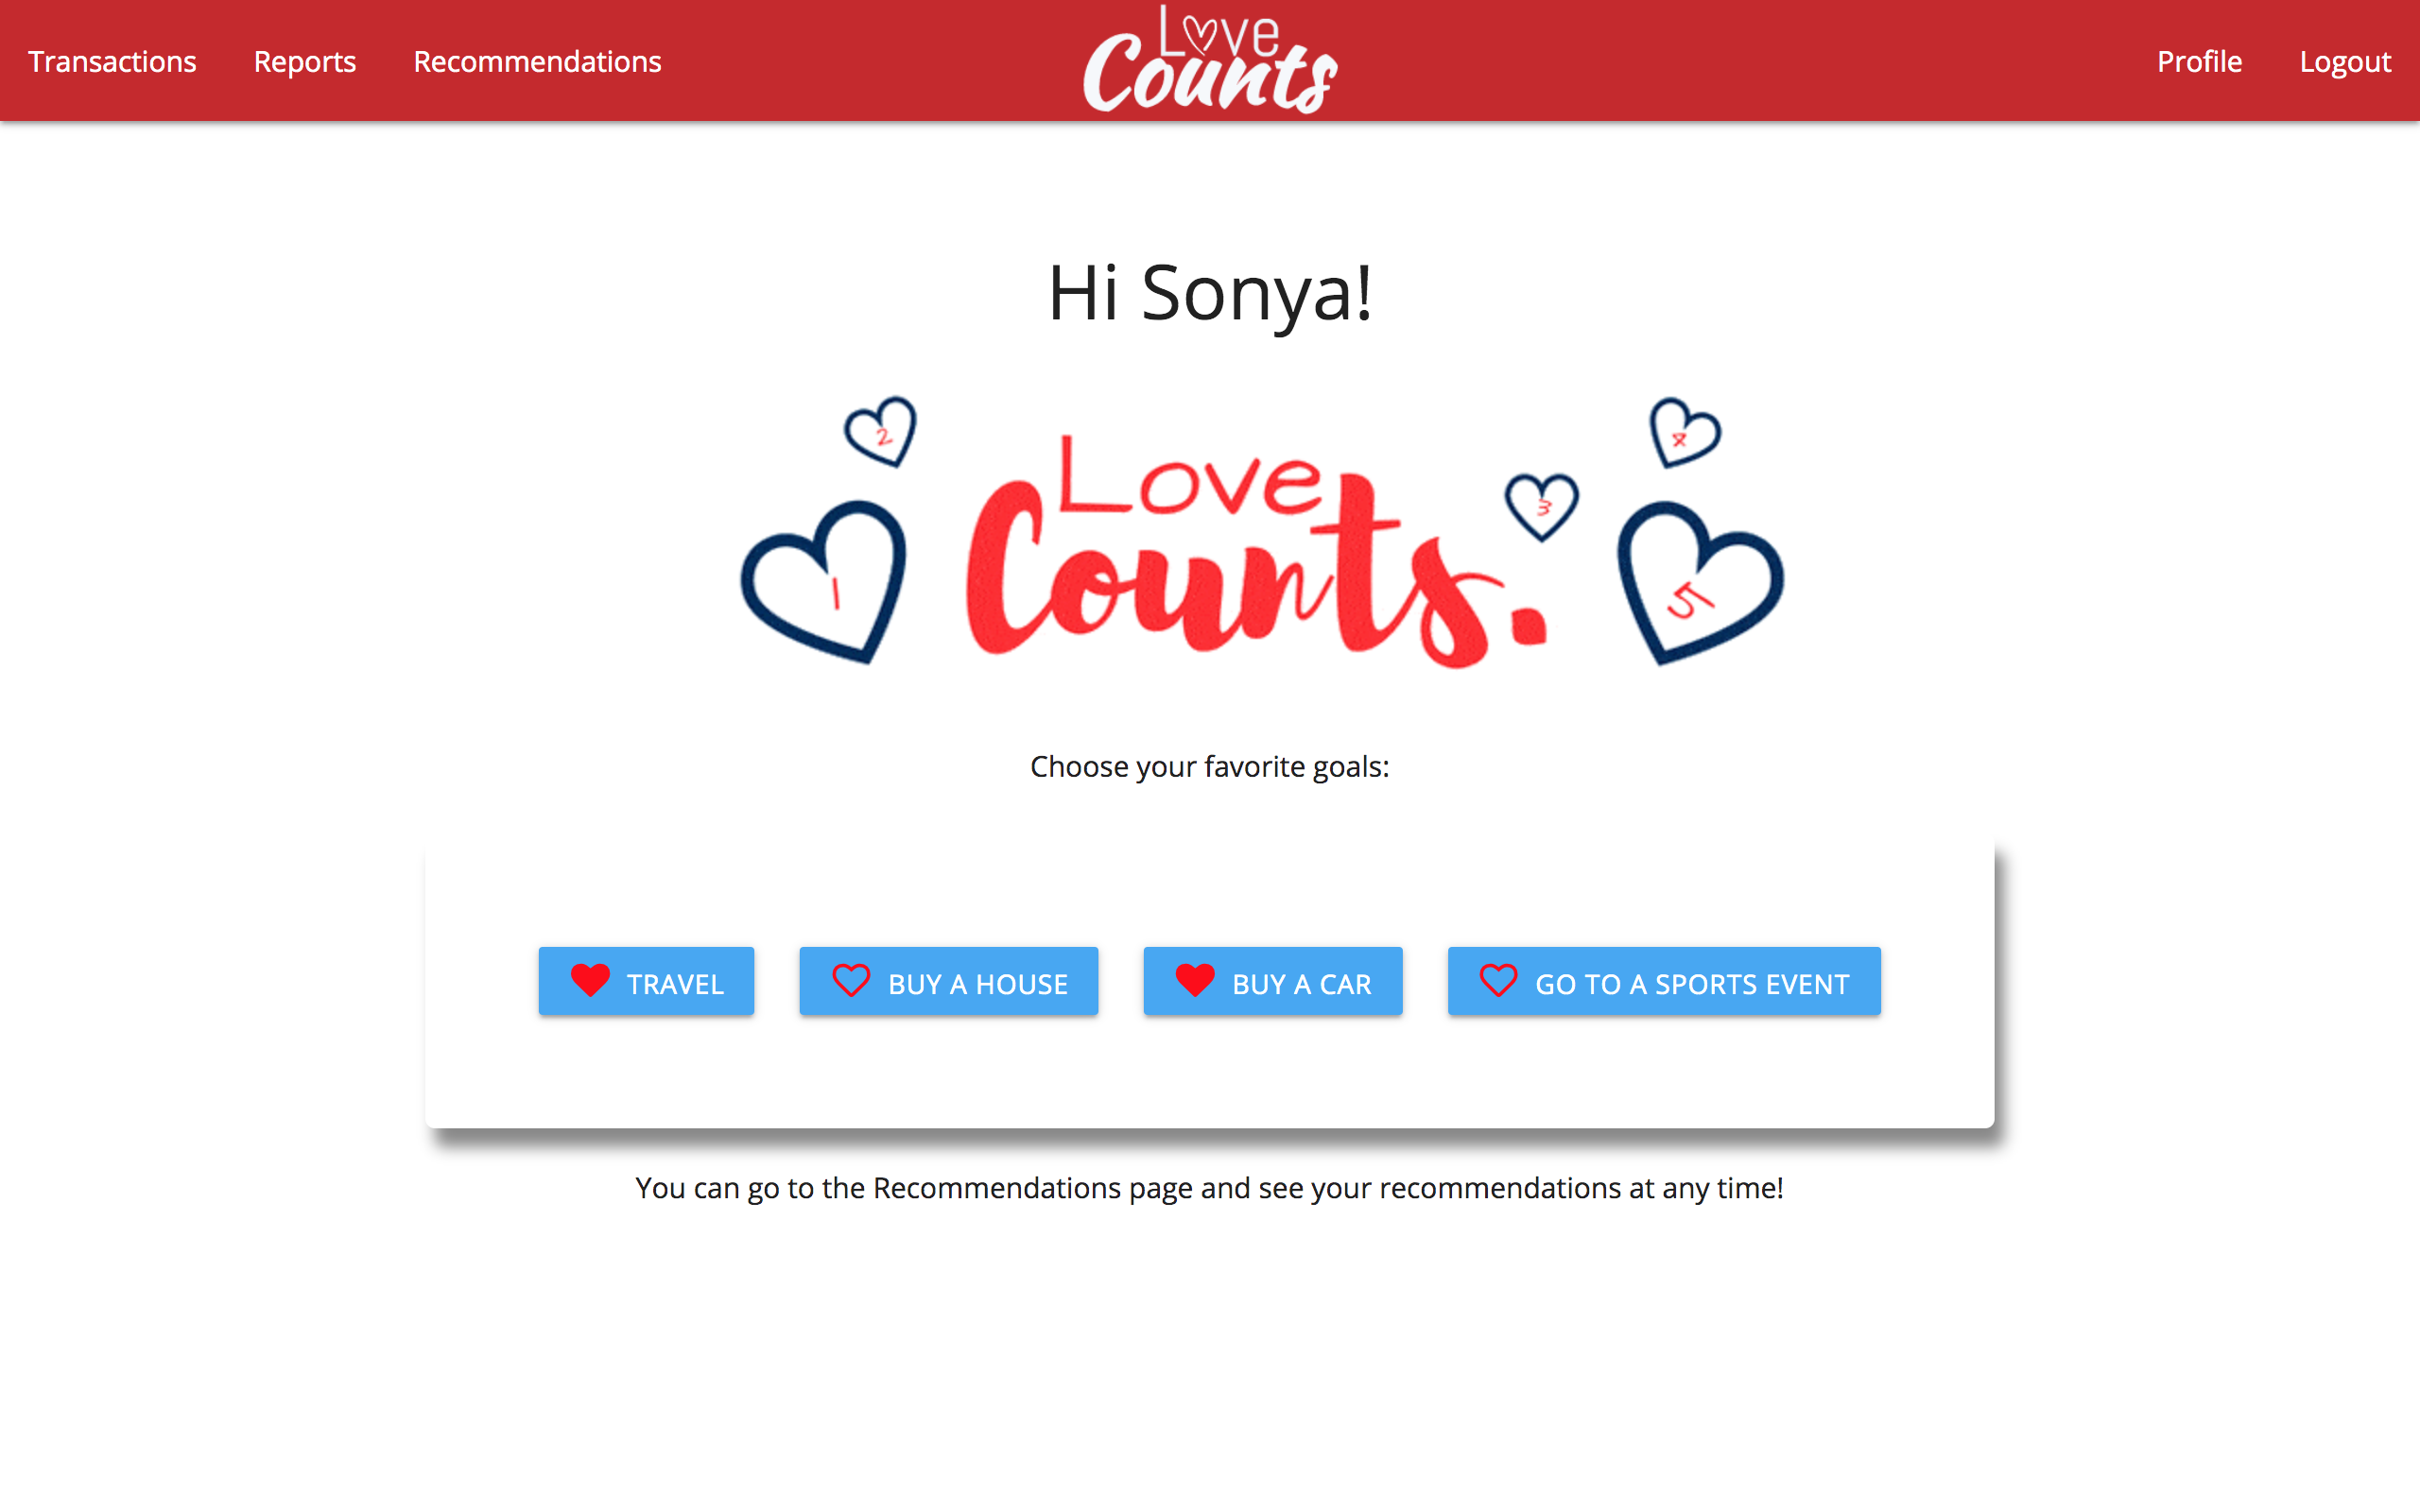 Transactions Reports Recommendations Love Counts Profile Logout
Hi Sonya!
2 4
Love 3
1 Counts. 5
Choose your favorite goals:
TRAVEL BUY A HOUSE BUY A CAR GO TO A SPORTS EVENT
You can go to the Recommendations page and see your recommendations at any time!